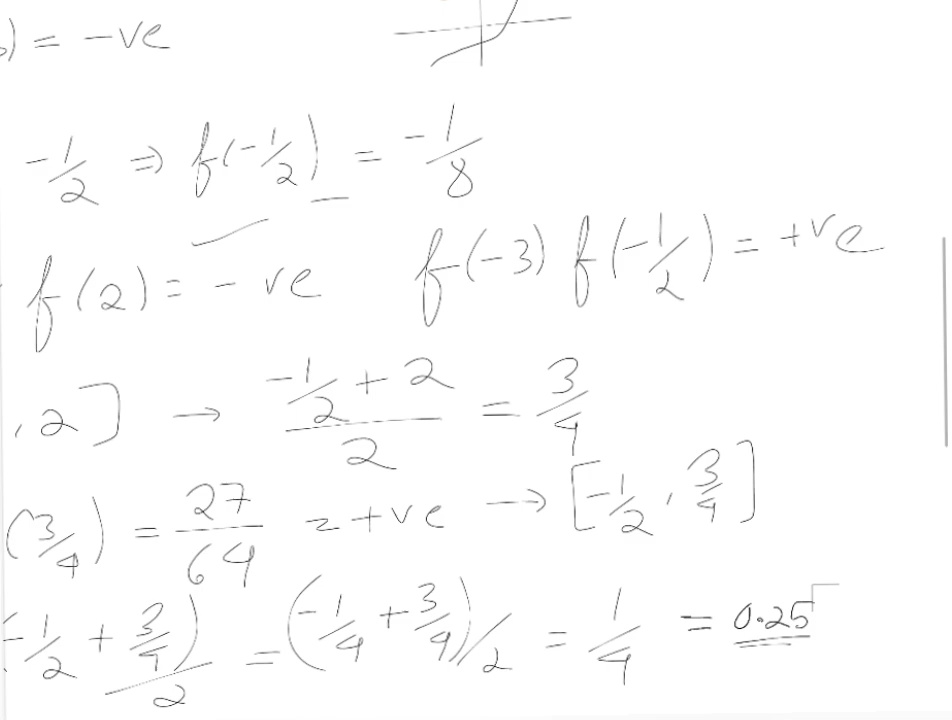 ) = -ve
-1/2 ⇒ f(-1/2) = -1/8
f(2) = - ve f(-3) f(-1/2) = +ve
, 2] → (-1/2 + 2)/2 = 3/4
(3/4) = 27/64 = +ve → [-1/2, 3/4]
(-1/2 + 3/4)/2 = (-1/4 + 3/4)/2 = 1/4 = 0.25